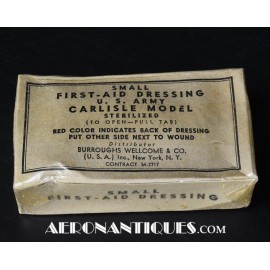 SMALL
FIRST-AID DRESSING
U. S. ARMY
CARLISLE MODEL
STERILIZED
(TO OPEN—PULL TAB)
RED COLOR INDICATES BACK OF DRESSING
PUT OTHER SIDE NEXT TO WOUND
Distributor
BURROUGHS WELLCOME & CO.
(U. S. A.) Inc., New York, N. Y.
CONTRACT
SMALL
FIRST-AID DRESSING
AERONANTIQUES.COM